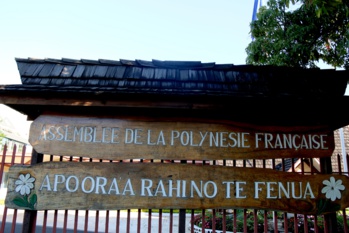 ASSEMBLEE DE LA POLYNESIE FRANÇAISE
APOORAA RAHI NO TE FENUA